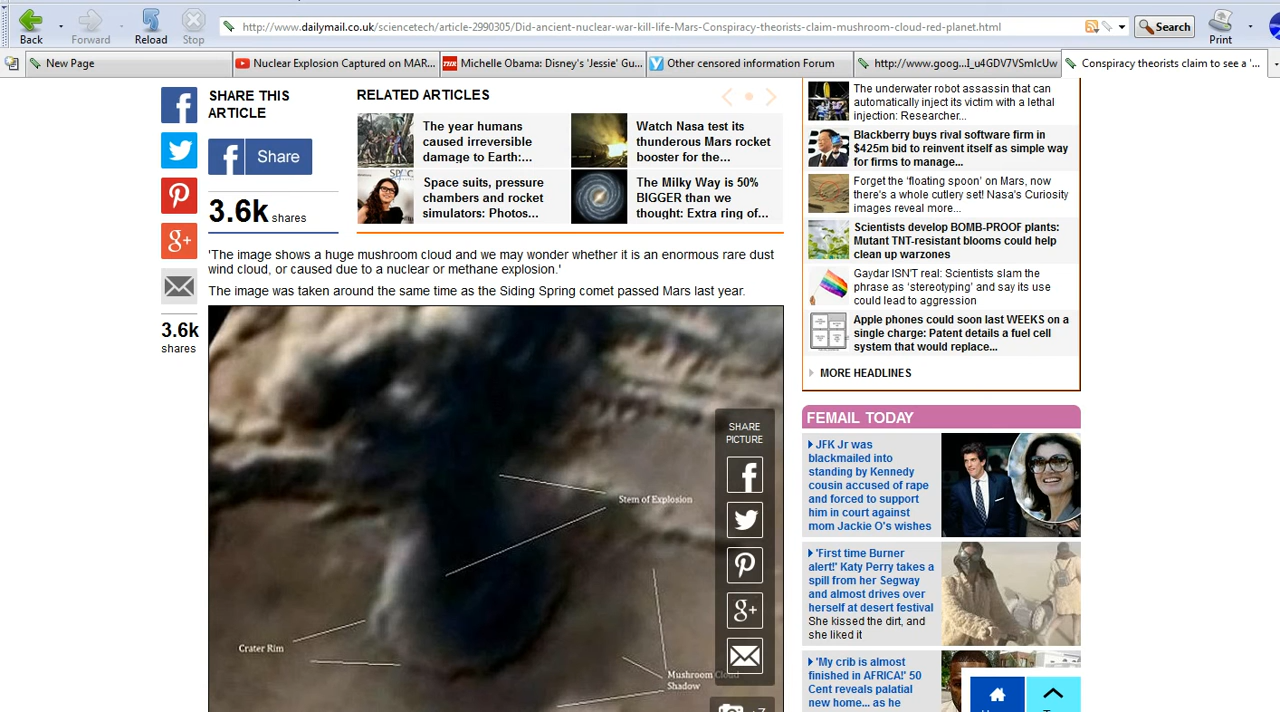 Back
Forward
Reload
Stop
http://www.dailymail.co.uk/sciencetech/article-2990305/Did-ancient-nuclear-war-kill-life-Mars-Conspiracy-theorists-claim-mushroom-cloud-red-planet.html
Search
Print
New Page
Nuclear Explosion Captured on MAR...
THR
Michelle Obama: Disney's 'Jessie' Gu...
Other censored information Forum
http://www.goog...l_u4GDV7VSmIcUw
Conspiracy theorists claim to see a '...
SHARE THIS
ARTICLE
Share
3.6k shares
3.6k
shares
RELATED ARTICLES
The year humans
caused irreversible
damage to Earth:...
Watch Nasa test its
thunderous Mars rocket
booster for the...
Space suits, pressure
chambers and rocket
simulators: Photos...
The Milky Way is 50%
BIGGER than we
thought: Extra ring of...
'The image shows a huge mushroom cloud and we may wonder whether it is an enormous rare dust
wind cloud, or caused due to a nuclear or methane explosion.'
The image was taken around the same time as the Siding Spring comet passed Mars last year.
Stem of Explosion
Crater Rim
Mushroom Cloud
Shadow
SHARE
PICTURE
+7
The underwater robot assassin that can
automatically inject its victim with a lethal
injection: Researcher...
Blackberry buys rival software firm in
$425m bid to reinvent itself as simple way
for firms to manage...
Forget the 'floating spoon' on Mars, now
there's a whole cutlery set! Nasa's Curiosity
images reveal more...
Scientists develop BOMB-PROOF plants:
Mutant TNT-resistant blooms could help
clean up warzones
Gaydar ISN'T real: Scientists slam the
phrase as 'stereotyping' and say its use
could lead to aggression
Apple phones could soon last WEEKS on a
single charge: Patent details a fuel cell
system that would replace...
MORE HEADLINES
FEMAIL TODAY
JFK Jr was
blackmailed into
standing by Kennedy
cousin accused of rape
and forced to support
him in court against
mom Jackie O's wishes
'First time Burner
alert!' Katy Perry takes a
spill from her Segway
and almost drives over
herself at desert festival
She kissed the dirt, and
she liked it
'My crib is almost
finished in AFRICA!' 50
Cent reveals palatial
new home... as he